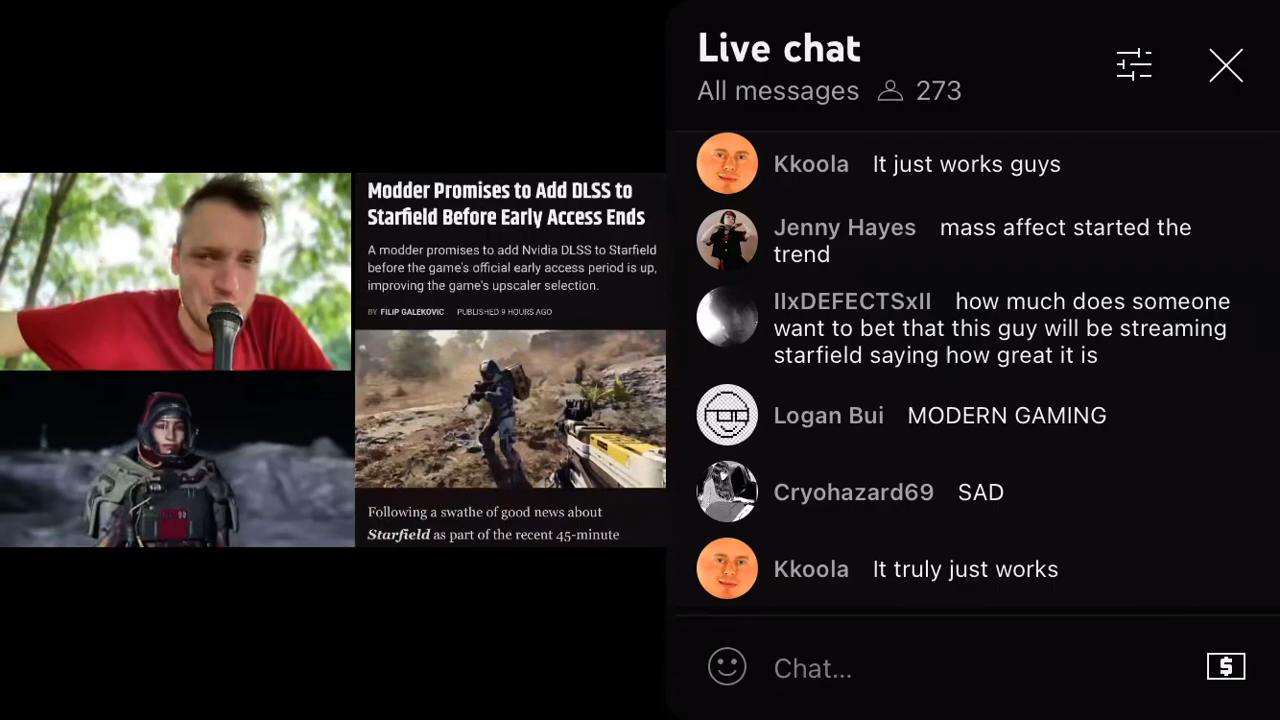 Modder Promises to Add DLSS to
Starfield Before Early Access Ends
A modder promises to add Nvidia DLSS to Starfield
before the game's official early access period is up,
improving the game's upscaler selection.
BY FILIP GALEKOVIC PUBLISHED 9 HOURS AGO
Following a swathe of good news about
Starfield as part of the recent 45-minute
Live chat
All messages 273
Kkoola It just works guys
Jenny Hayes mass affect started the
trend
IIxDEFECTSxII how much does someone
want to bet that this guy will be streaming
starfield saying how great it is
Logan Bui MODERN GAMING
Cryohazard69 SAD
Kkoola It truly just works
Chat...
$